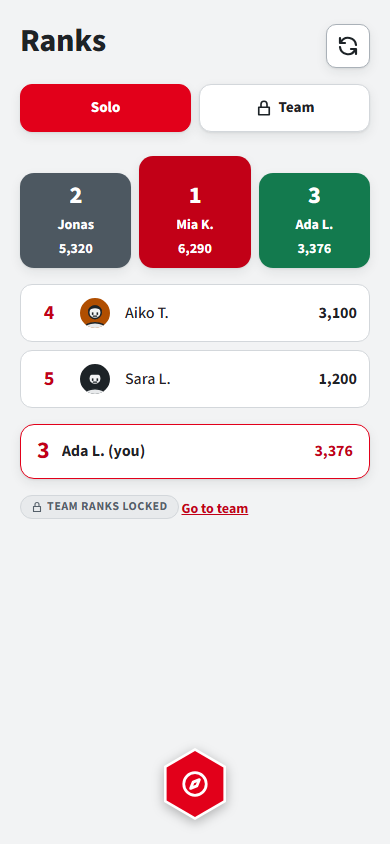 Ranks
Solo
Team
2
Jonas
5,320
1
Mia K.
6,290
3
Ada L.
3,376
4 Aiko T. 3,100
5 Sara L. 1,200
3 Ada L. (you) 3,376
TEAM RANKS LOCKED Go to team